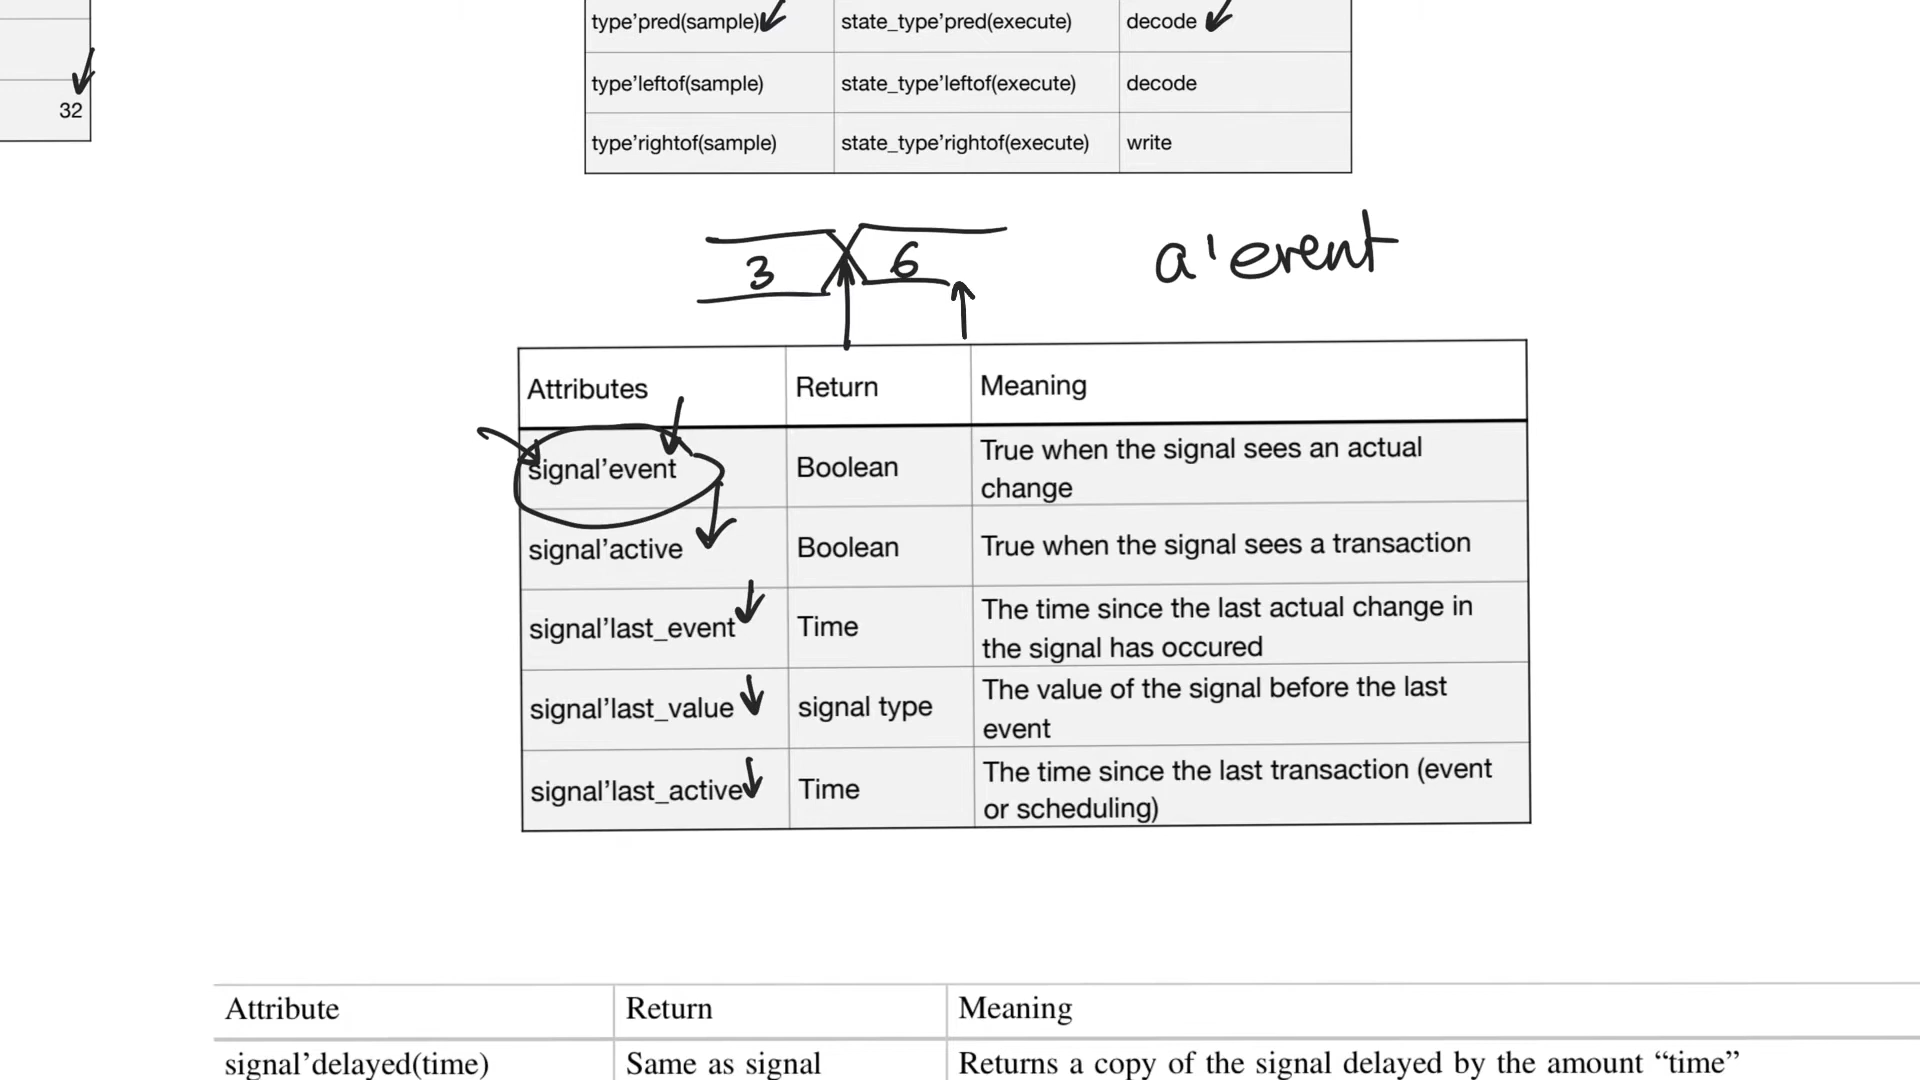 type’pred(sample) state_type’pred(execute) decode
type’leftof(sample) state_type’leftof(execute) decode
32
type’rightof(sample) state_type’rightof(execute) write
3 6 a'event
Attributes Return Meaning
signal’event Boolean True when the signal sees an actual
change
signal’active Boolean True when the signal sees a transaction
signal’last_event Time The time since the last actual change in
the signal has occured
signal’last_value signal type The value of the signal before the last
event
signal’last_active Time The time since the last transaction (event
or scheduling)
Attribute Return Meaning
signal’delayed(time) Same as signal Returns a copy of the signal delayed by the amount “time”